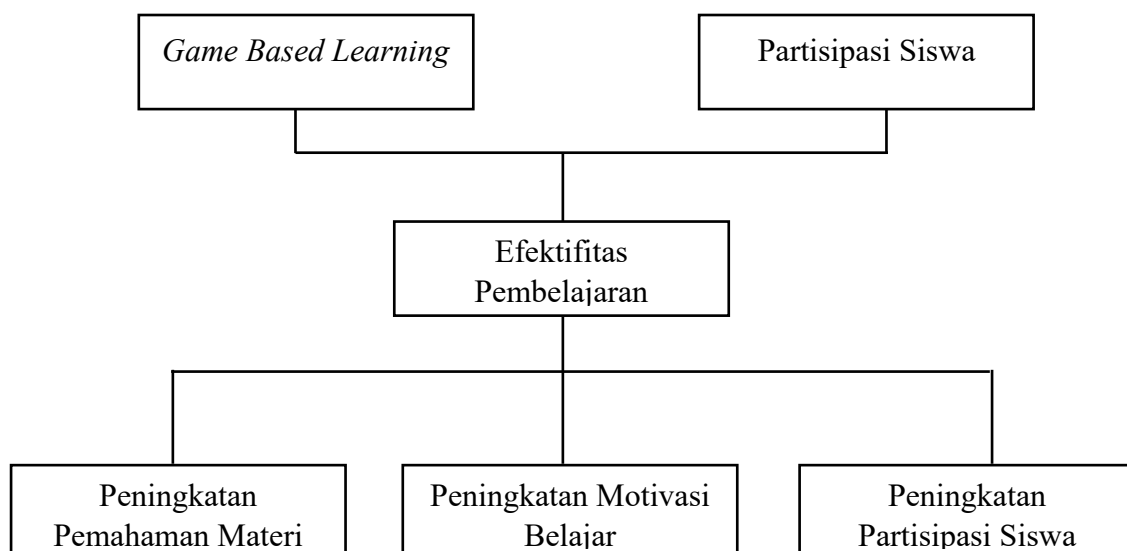 Game Based Learning
Partisipasi Siswa
Efektifitas
Pembelajaran
Peningkatan
Pemahaman Materi
Peningkatan Motivasi
Belajar
Peningkatan
Partisipasi Siswa